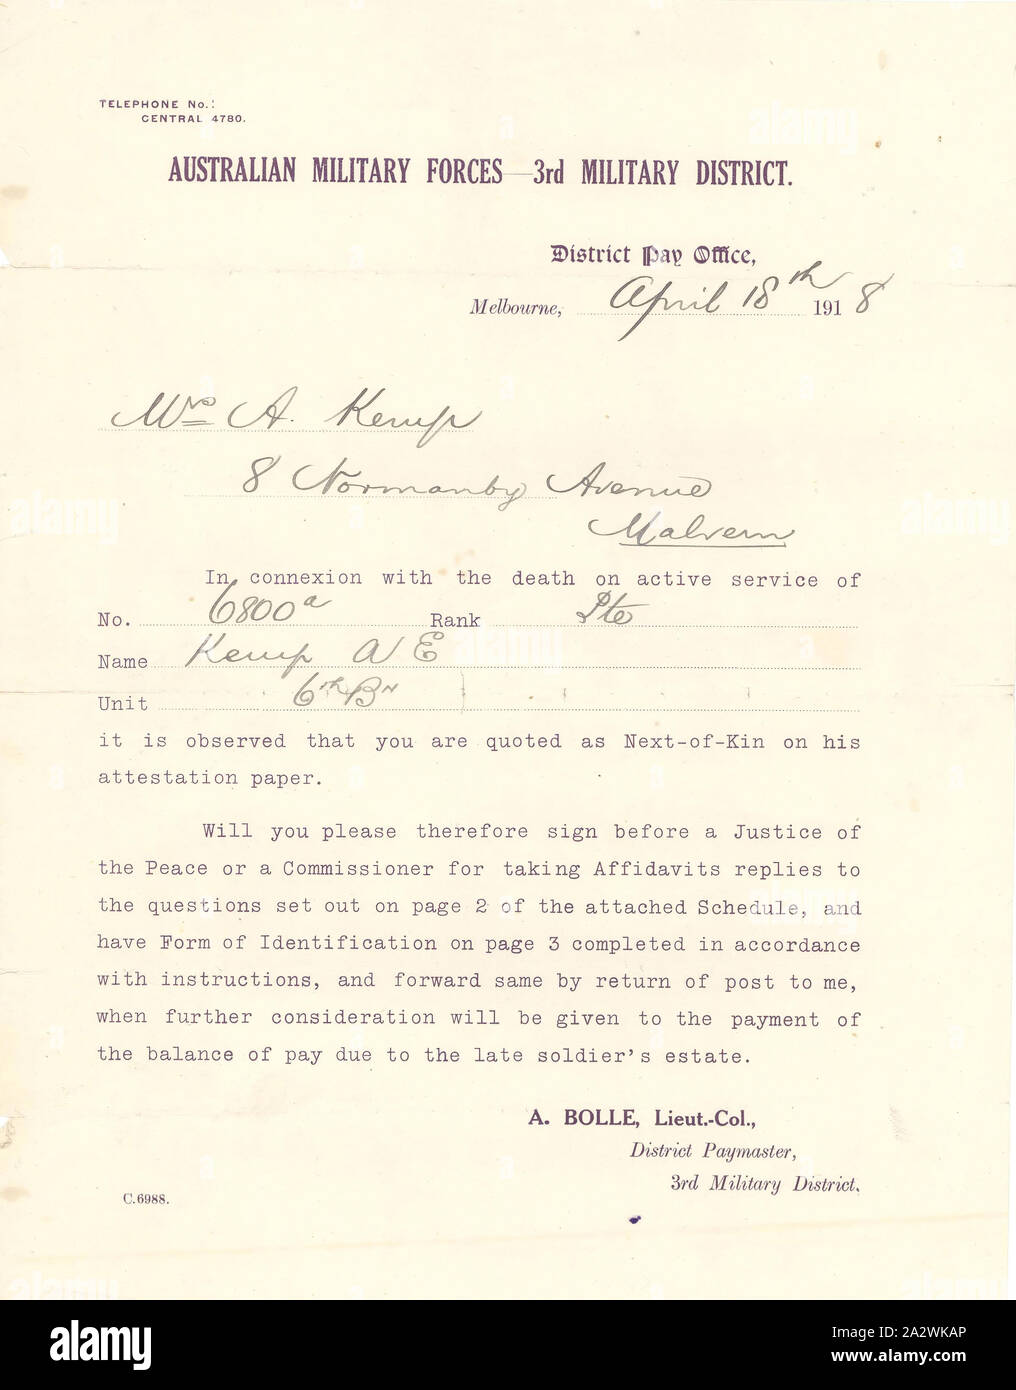 TELEPHONE No.:
CENTRAL 4780.
AUSTRALIAN MILITARY FORCES—3rd MILITARY DISTRICT.
District Pay Office,
Melbourne, April 18th 1918
Mrs A. Kemp
8 Normanby Avenue
Malvern
In connexion with the death on active service of
No. 6800a Rank Pte
Name Kemp A E
Unit 6th Bn
it is observed that you are quoted as Next-of-Kin on his
attestation paper.
Will you please therefore sign before a Justice of
the Peace or a Commissioner for taking Affidavits replies to
the questions set out on page 2 of the attached Schedule, and
have Form of Identification on page 3 completed in accordance
with instructions, and forward same by return of post to me,
when further consideration will be given to the payment of
the balance of pay due to the late soldier's estate.
A. BOLLE, Lieut.-Col.,
District Paymaster,
3rd Military District.
C.6988.
alamy
Image ID: 2A2WKAP
www.alamy.com